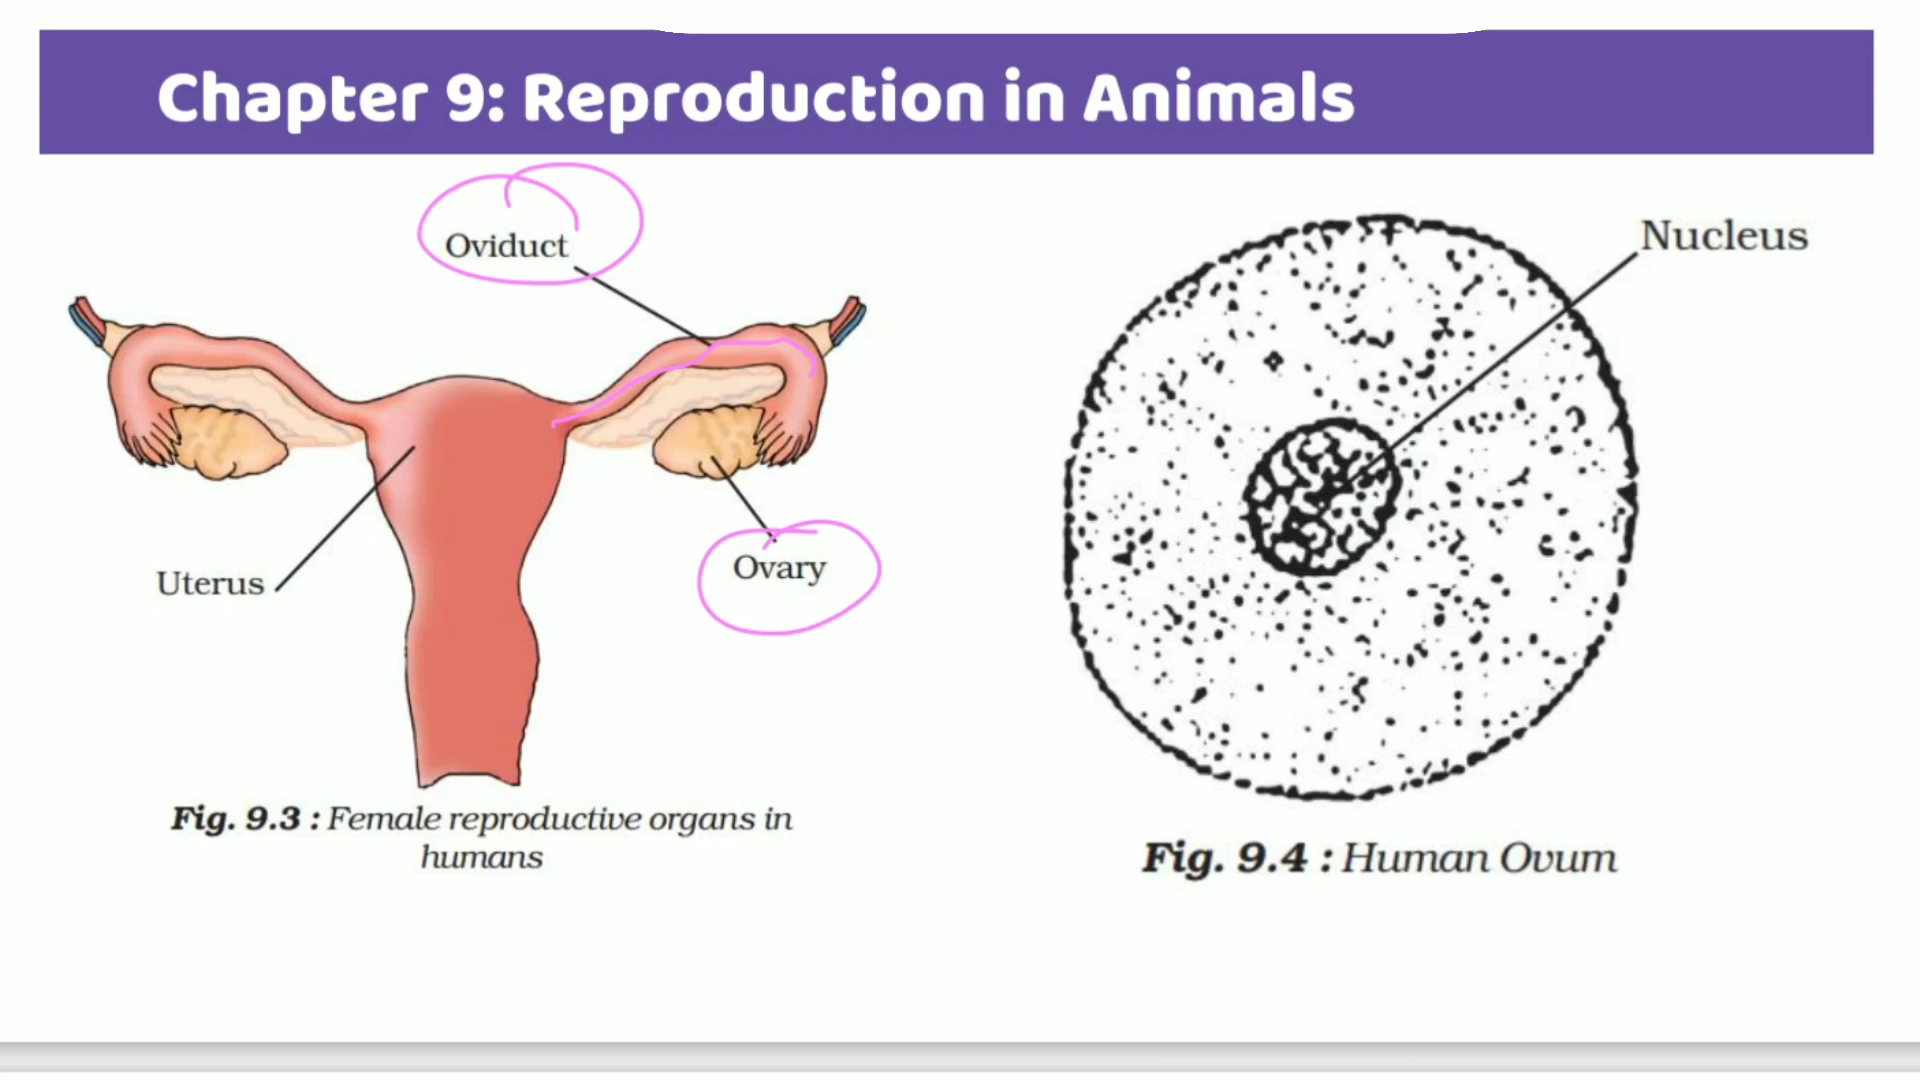 Chapter 9: Reproduction in Animals
Oviduct
Uterus
Ovary
Fig. 9.3 : Female reproductive organs in
humans
Nucleus
Fig. 9.4 : Human Ovum